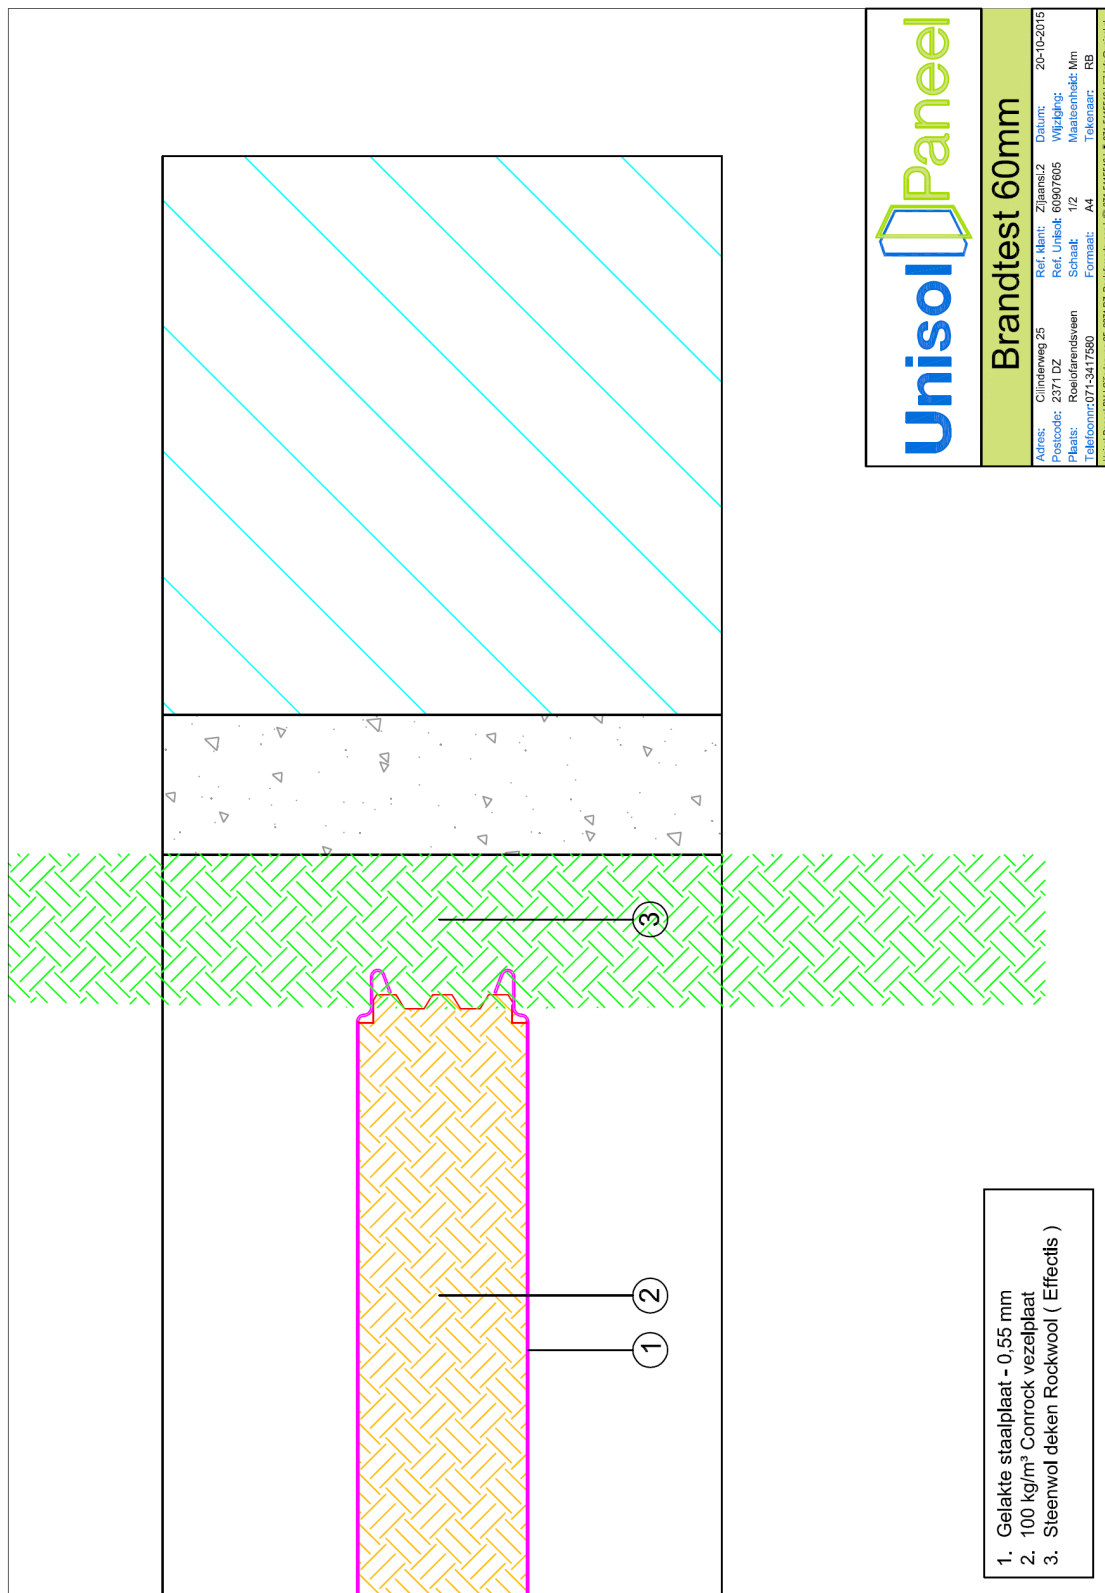 Unisol Paneel
Brandtest 60mm
Adres: Cilinderweg 25 Ref. klant: Zijaansl.2 Datum: 20-10-2015
Postcode: 2371 DZ Ref. Unisol: 60907605 Wijziging:
Plaats: Roelofarendsveen Schaal: 1/2 Maateenheid: Mm
Telefoonnr: 071-3417580 Formaat: A4 Tekenaar: RB
3
2
1
1. Gelakte staalplaat - 0,55 mm
2. 100 kg/m³ Conrock vezelplaat
3. Steenwol deken Rockwool ( Effectis )